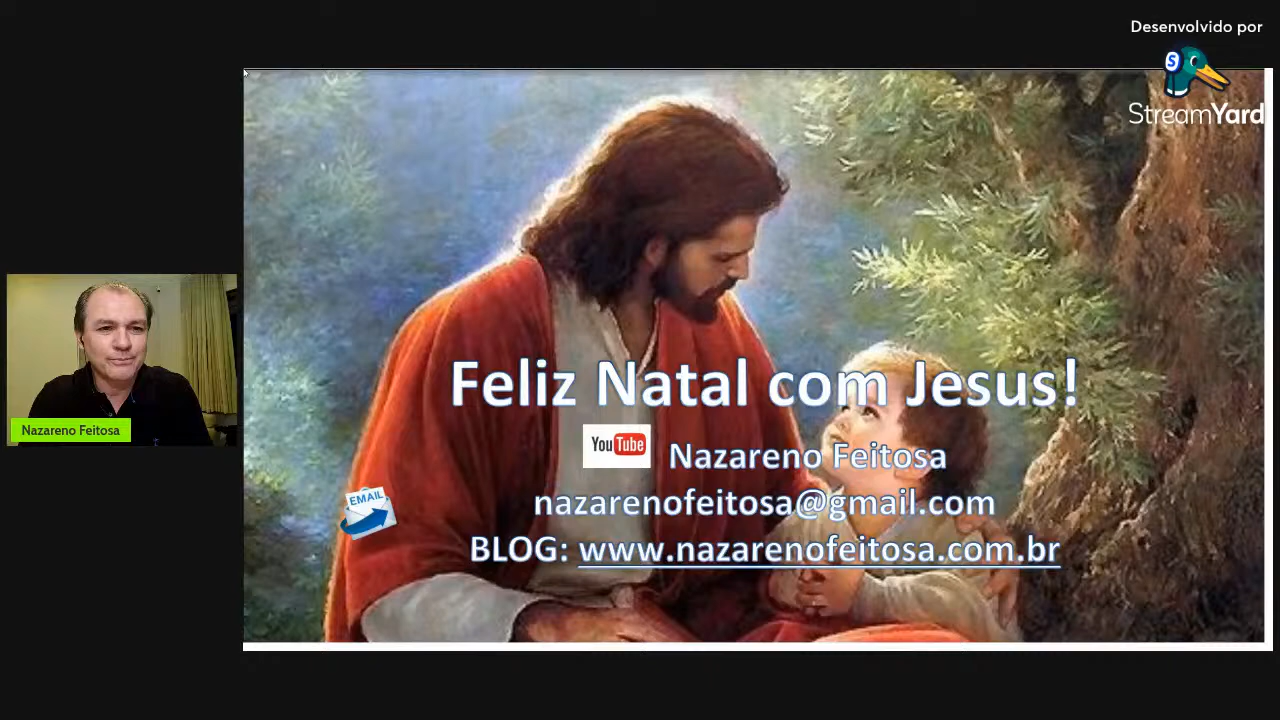 Desenvolvido por
S
StreamYard
Feliz Natal com Jesus!
YouTube Nazareno Feitosa
EMAIL nazarenofeitosa@gmail.com
BLOG: www.nazarenofeitosa.com.br
Nazareno Feitosa